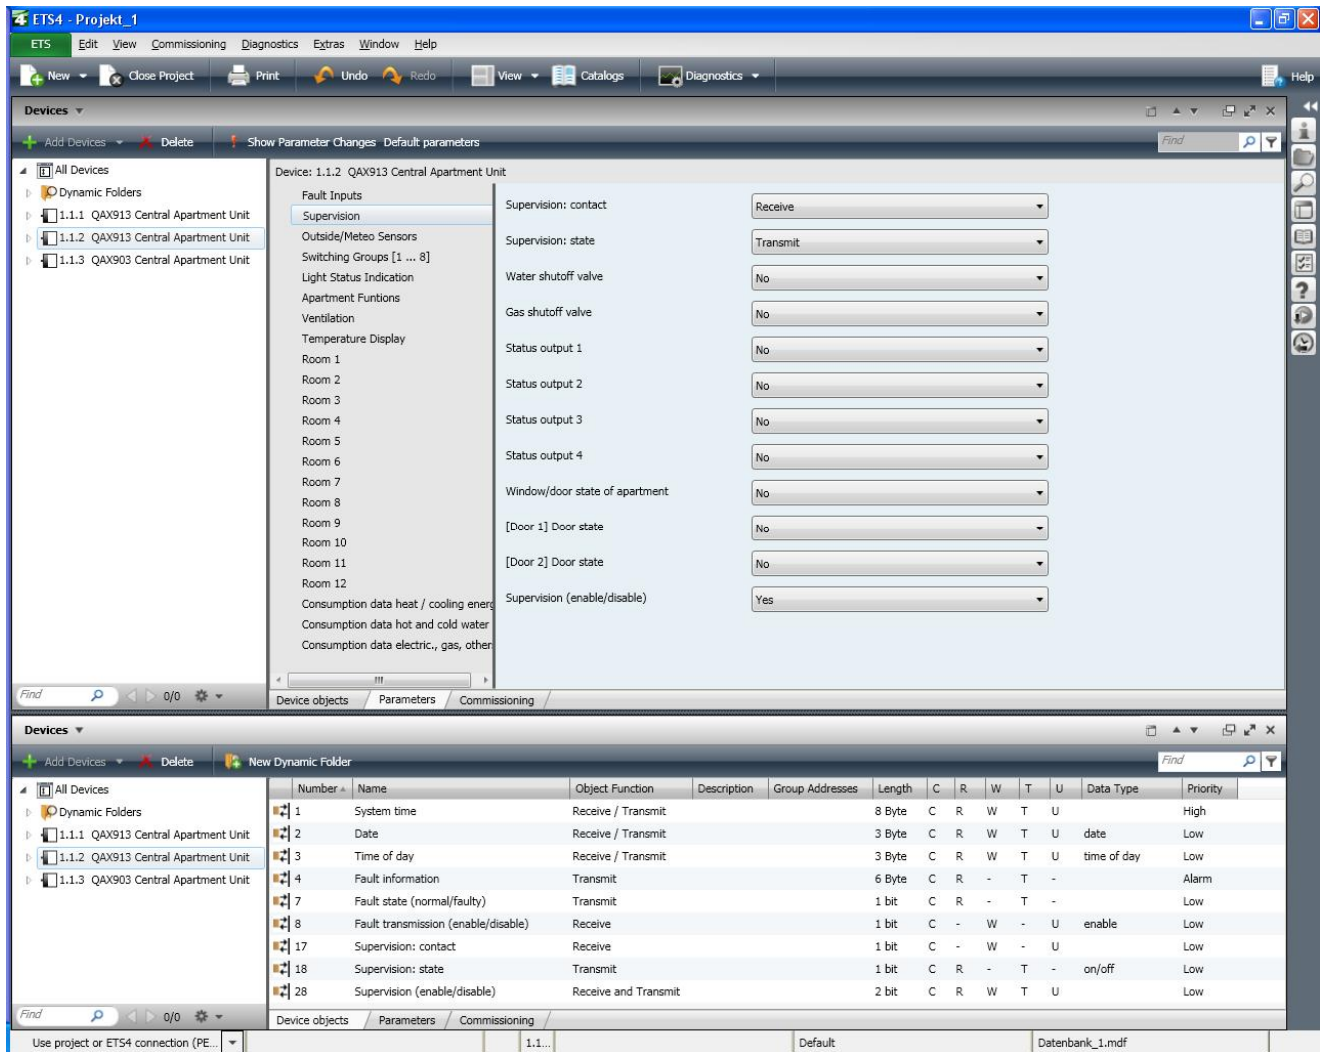 ETS4 - Projekt_1
ETS Edit View Commissioning Diagnostics Extras Window Help
New Close Project Print Undo Redo View Catalogs Diagnostics Help
Devices
Add Devices Delete Show Parameter Changes Default parameters Find
All Devices
Dynamic Folders
1.1.1 QAX913 Central Apartment Unit
1.1.2 QAX913 Central Apartment Unit
1.1.3 QAX903 Central Apartment Unit
Find 0/0
Device: 1.1.2 QAX913 Central Apartment Unit
Fault Inputs
Supervision
Outside/Meteo Sensors
Switching Groups [1 ... 8]
Light Status Indication
Apartment Funtions
Ventilation
Temperature Display
Room 1
Room 2
Room 3
Room 4
Room 5
Room 6
Room 7
Room 8
Room 9
Room 10
Room 11
Room 12
Consumption data heat / cooling energ
Consumption data hot and cold water
Consumption data electric., gas, other
Supervision: contact Receive
Supervision: state Transmit
Water shutoff valve No
Gas shutoff valve No
Status output 1 No
Status output 2 No
Status output 3 No
Status output 4 No
Window/door state of apartment No
[Door 1] Door state No
[Door 2] Door state No
Supervision (enable/disable) Yes
Device objects Parameters Commissioning
Devices
Add Devices Delete New Dynamic Folder Find
All Devices
Dynamic Folders
1.1.1 QAX913 Central Apartment Unit
1.1.2 QAX913 Central Apartment Unit
1.1.3 QAX903 Central Apartment Unit
Find 0/0
Number Name Object Function Description Group Addresses Length C R W T U Data Type Priority
1 System time Receive / Transmit 8 Byte C R W T U High
2 Date Receive / Transmit 3 Byte C R W T U date Low
3 Time of day Receive / Transmit 3 Byte C R W T U time of day Low
4 Fault information Transmit 6 Byte C R - T - Alarm
7 Fault state (normal/faulty) Transmit 1 bit C R - T - Low
8 Fault transmission (enable/disable) Receive 1 bit C - W - U enable Low
17 Supervision: contact Receive 1 bit C - W - U Low
18 Supervision: state Transmit 1 bit C R - T - on/off Low
28 Supervision (enable/disable) Receive and Transmit 2 bit C R W T U Low
Device objects Parameters Commissioning
Use project or ETS4 connection (PE... 1.1... Default Datenbank_1.mdf